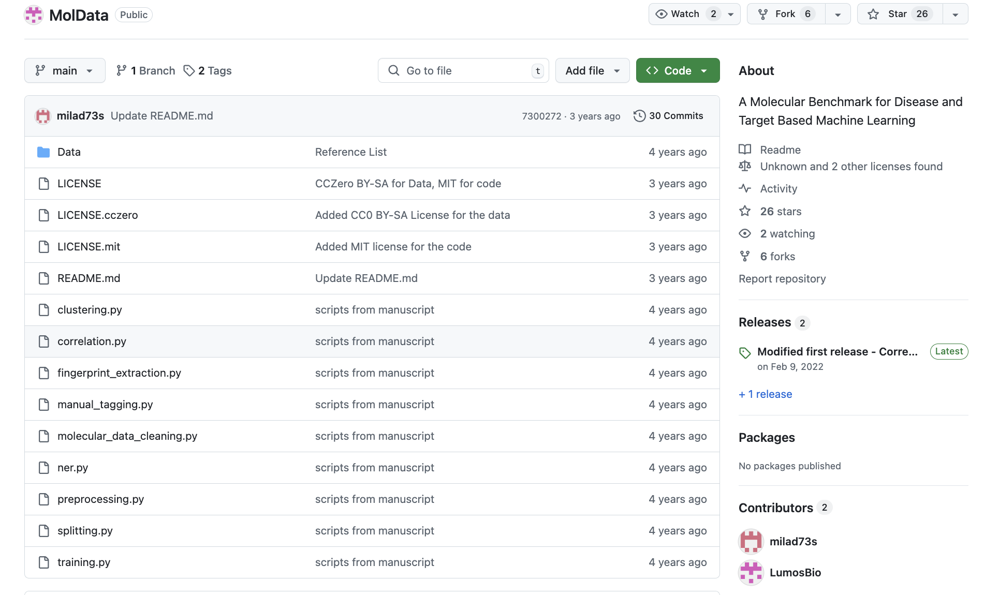 MolData Public
Watch 2 Fork 6 Star 26
main 1 Branch 2 Tags
Go to file t Add file Code
milad73s Update README.md 7300272 · 3 years ago 30 Commits
Data Reference List 4 years ago
LICENSE CCZero BY-SA for Data, MIT for code 3 years ago
LICENSE.cczero Added CC0 BY-SA License for the data 3 years ago
LICENSE.mit Added MIT license for the code 3 years ago
README.md Update README.md 3 years ago
clustering.py scripts from manuscript 4 years ago
correlation.py scripts from manuscript 4 years ago
fingerprint_extraction.py scripts from manuscript 4 years ago
manual_tagging.py scripts from manuscript 4 years ago
molecular_data_cleaning.py scripts from manuscript 4 years ago
ner.py scripts from manuscript 4 years ago
preprocessing.py scripts from manuscript 4 years ago
splitting.py scripts from manuscript 4 years ago
training.py scripts from manuscript 4 years ago
About
A Molecular Benchmark for Disease and
Target Based Machine Learning
Readme
Unknown and 2 other licenses found
Activity
26 stars
2 watching
6 forks
Report repository
Releases 2
Modified first release - Corre... Latest
on Feb 9, 2022
+ 1 release
Packages
No packages published
Contributors 2
milad73s
LumosBio